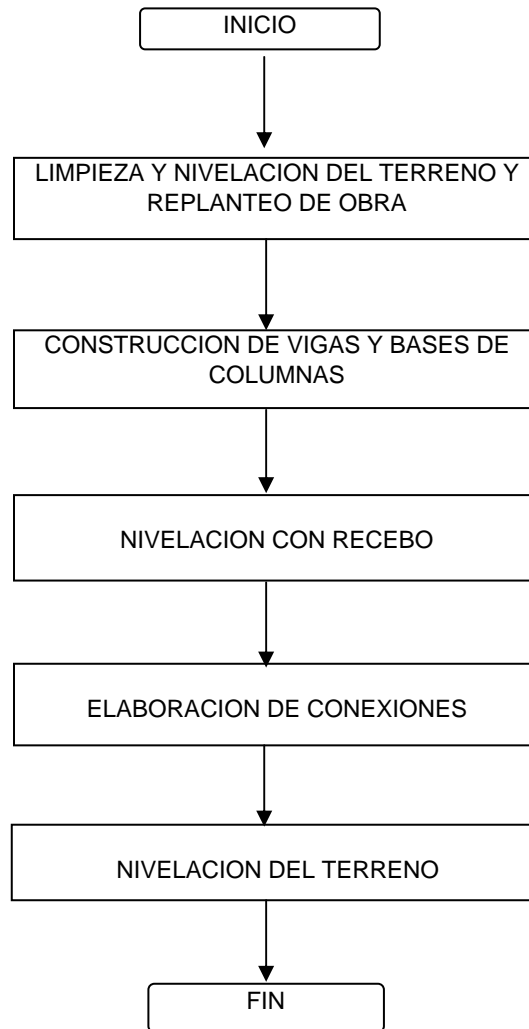 INICIO
LIMPIEZA Y NIVELACION DEL TERRENO Y
REPLANTEO DE OBRA
CONSTRUCCION DE VIGAS Y BASES DE
COLUMNAS
NIVELACION CON RECEBO
ELABORACION DE CONEXIONES
NIVELACION DEL TERRENO
FIN